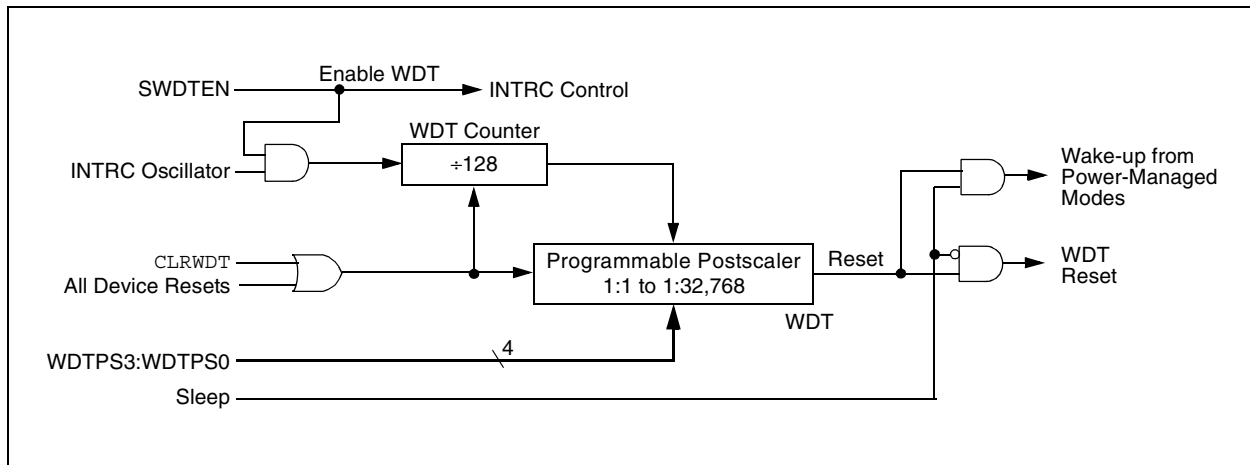 Enable WDT
SWDTEN
INTRC Control
WDT Counter
INTRC Oscillator
÷128
Wake-up from
Power-Managed
Modes
CLRWDT
All Device Resets
Programmable Postscaler
1:1 to 1:32,768
Reset
WDT
Reset
WDT
4
WDTPS3:WDTPS0
Sleep